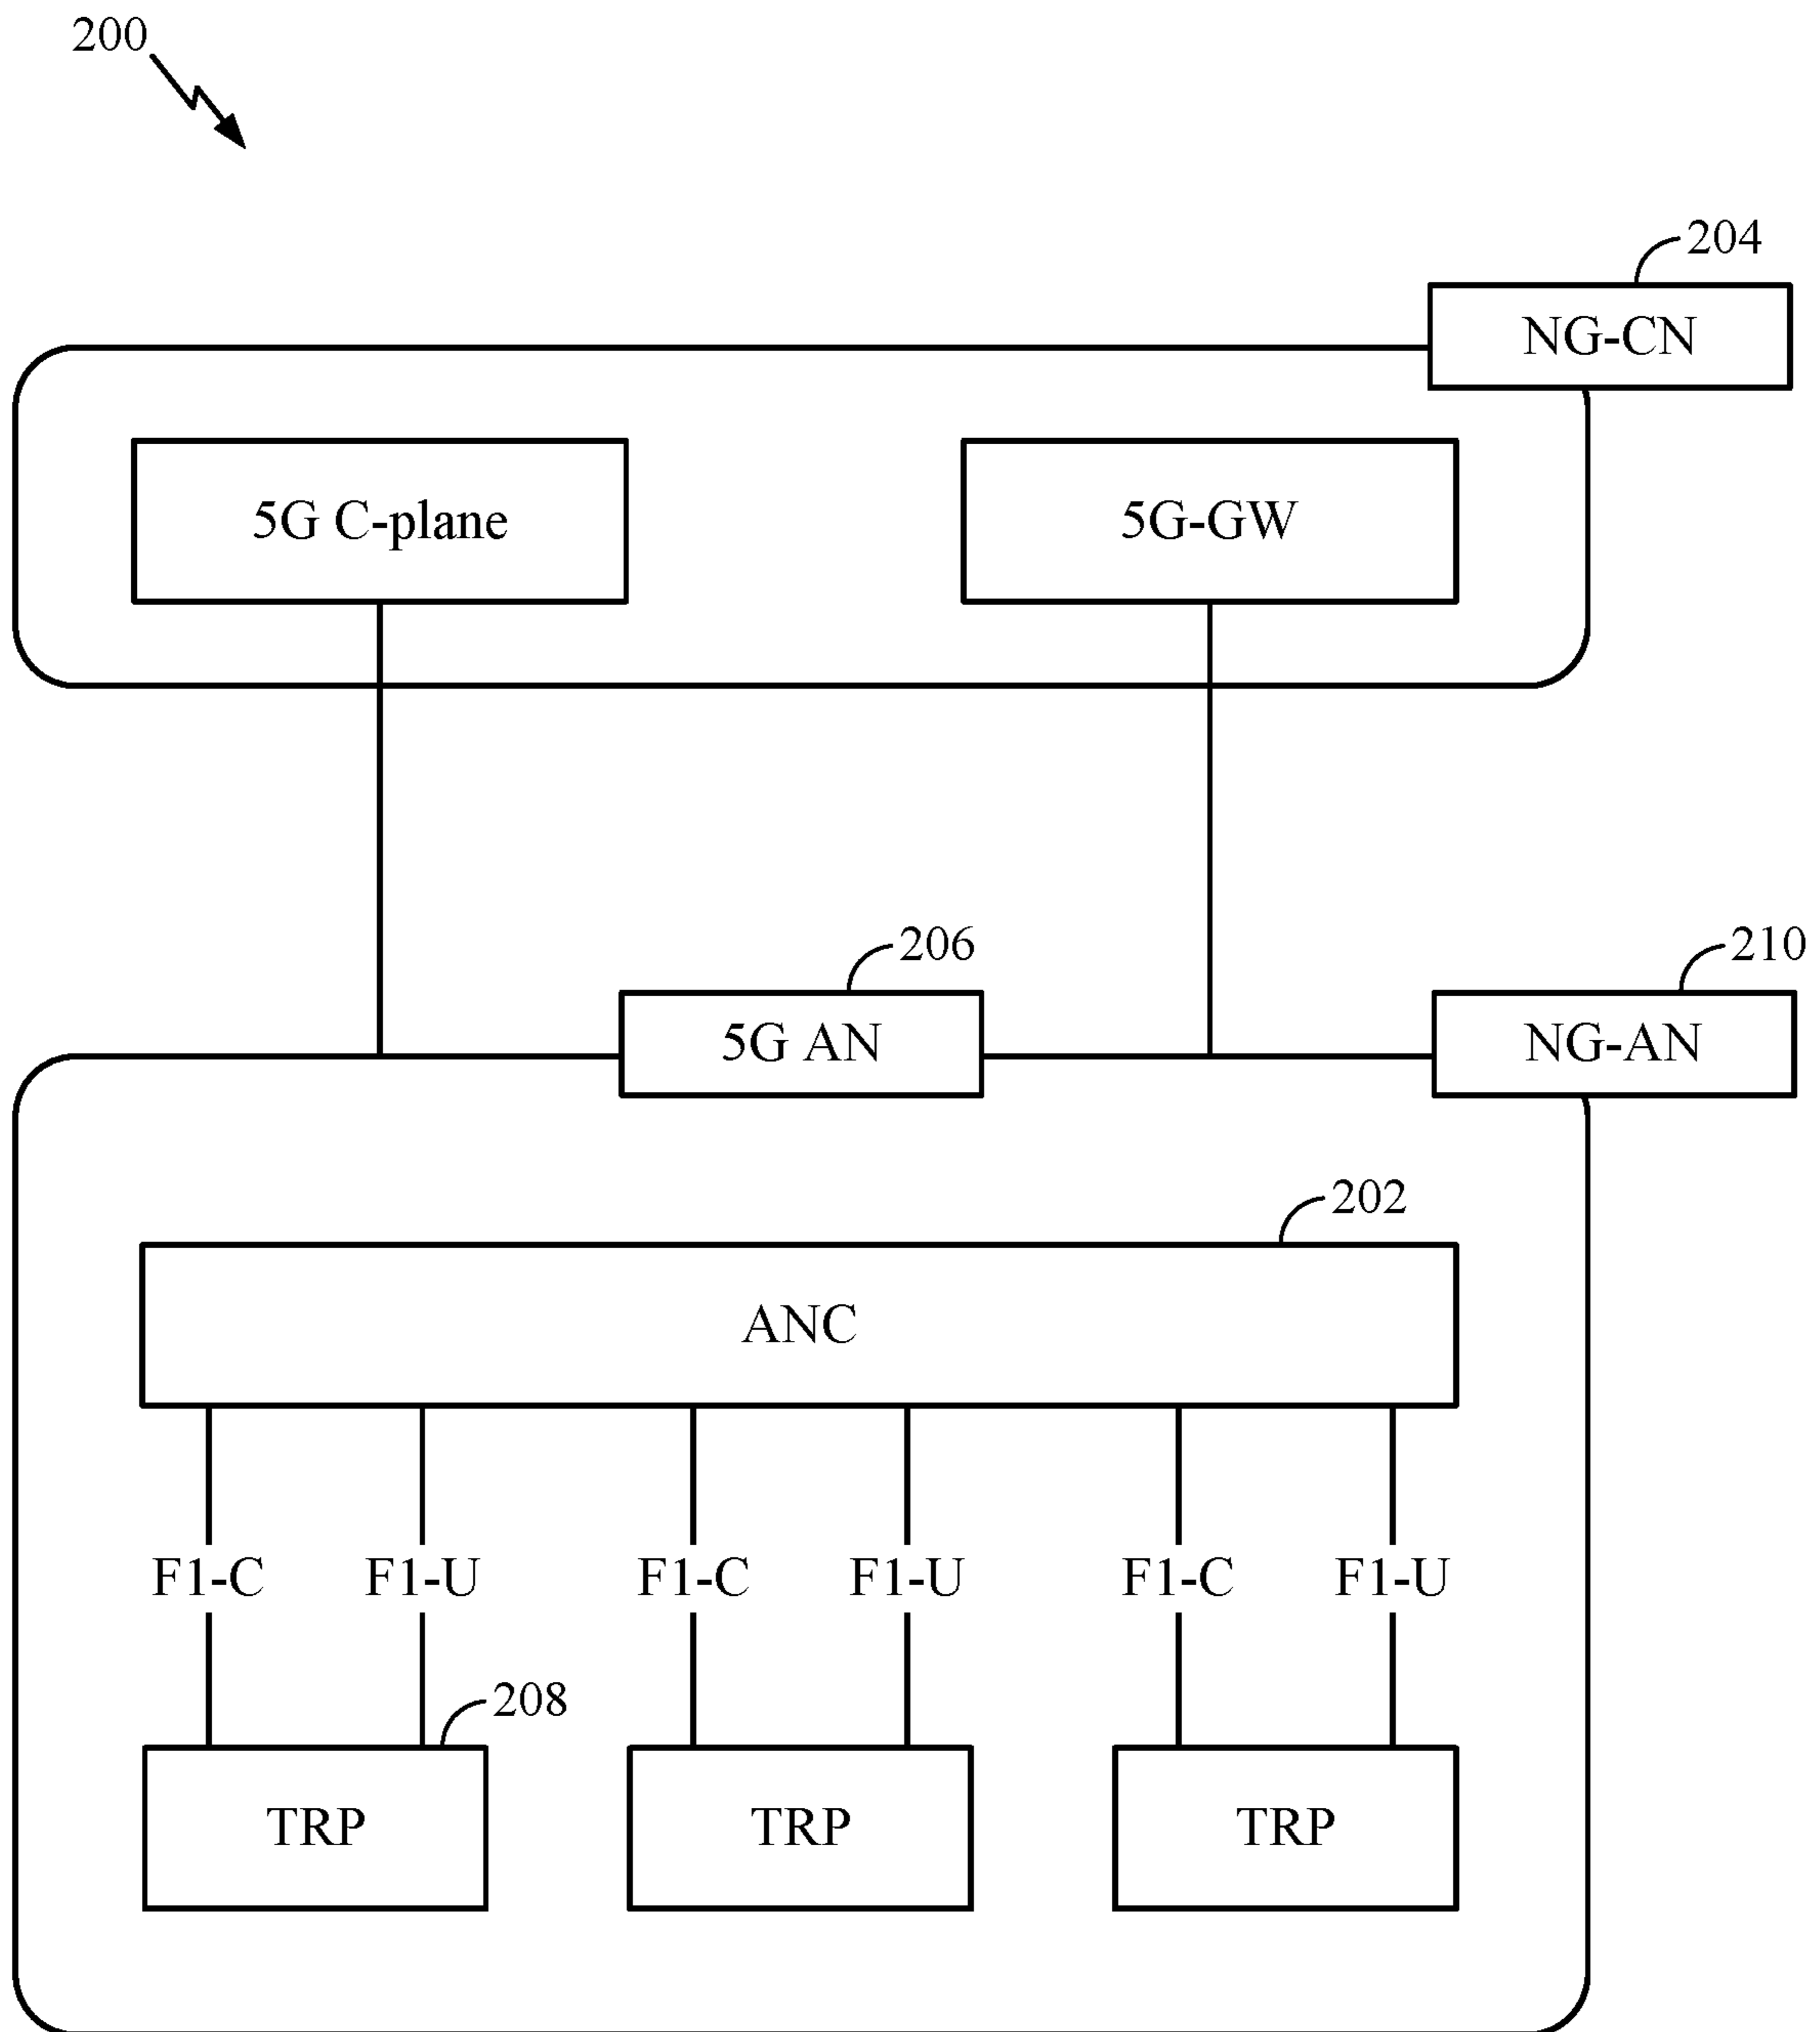 200
204
NG-CN
5G C-plane
5G-GW
206
210
5G AN
NG-AN
202
ANC
F1-C
F1-U
F1-C
F1-U
F1-C
F1-U
208
TRP
TRP
TRP